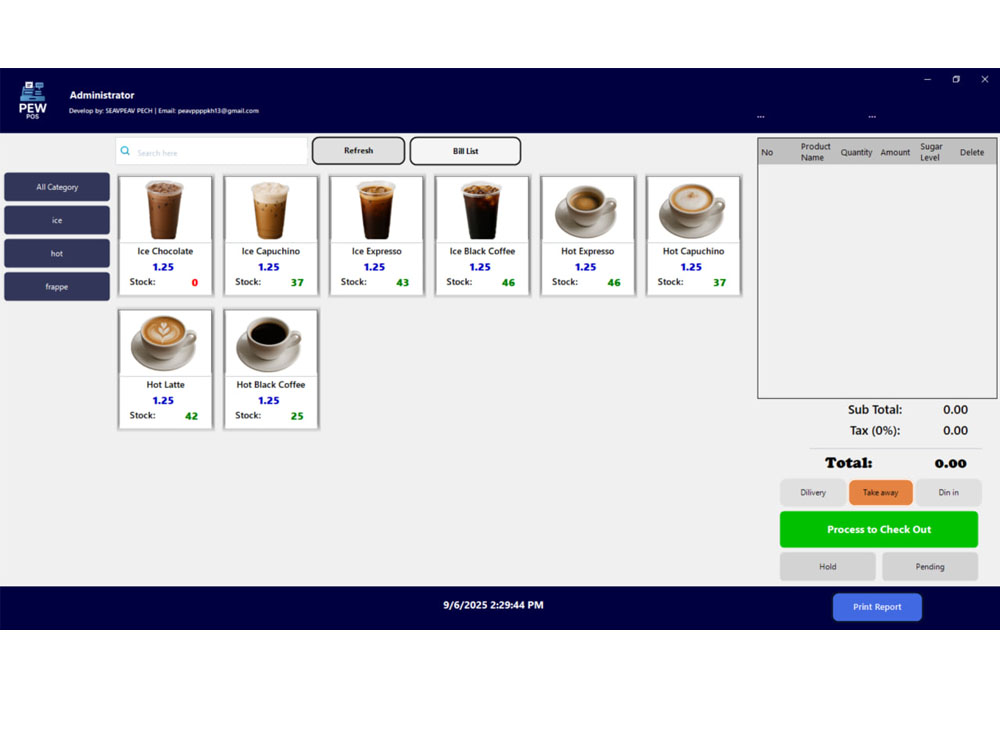 PEW
POS
Administrator
Develop by: SEAVPEAV PECH | Email: peavppppkh13@gmail.com
...
...
Search here
Refresh
Bill List
All Category
ice
hot
frappe
Ice Chocolate
1.25
Stock: 0
Ice Capuchino
1.25
Stock: 37
Ice Expresso
1.25
Stock: 43
Ice Black Coffee
1.25
Stock: 46
Hot Expresso
1.25
Stock: 46
Hot Capuchino
1.25
Stock: 37
Hot Latte
1.25
Stock: 42
Hot Black Coffee
1.25
Stock: 25
No Product Name Quantity Amount Sugar Level Delete
Sub Total: 0.00
Tax (0%): 0.00
Total: 0.00
Dilivery Take away Din in
Process to Check Out
Hold Pending
9/6/2025 2:29:44 PM
Print Report